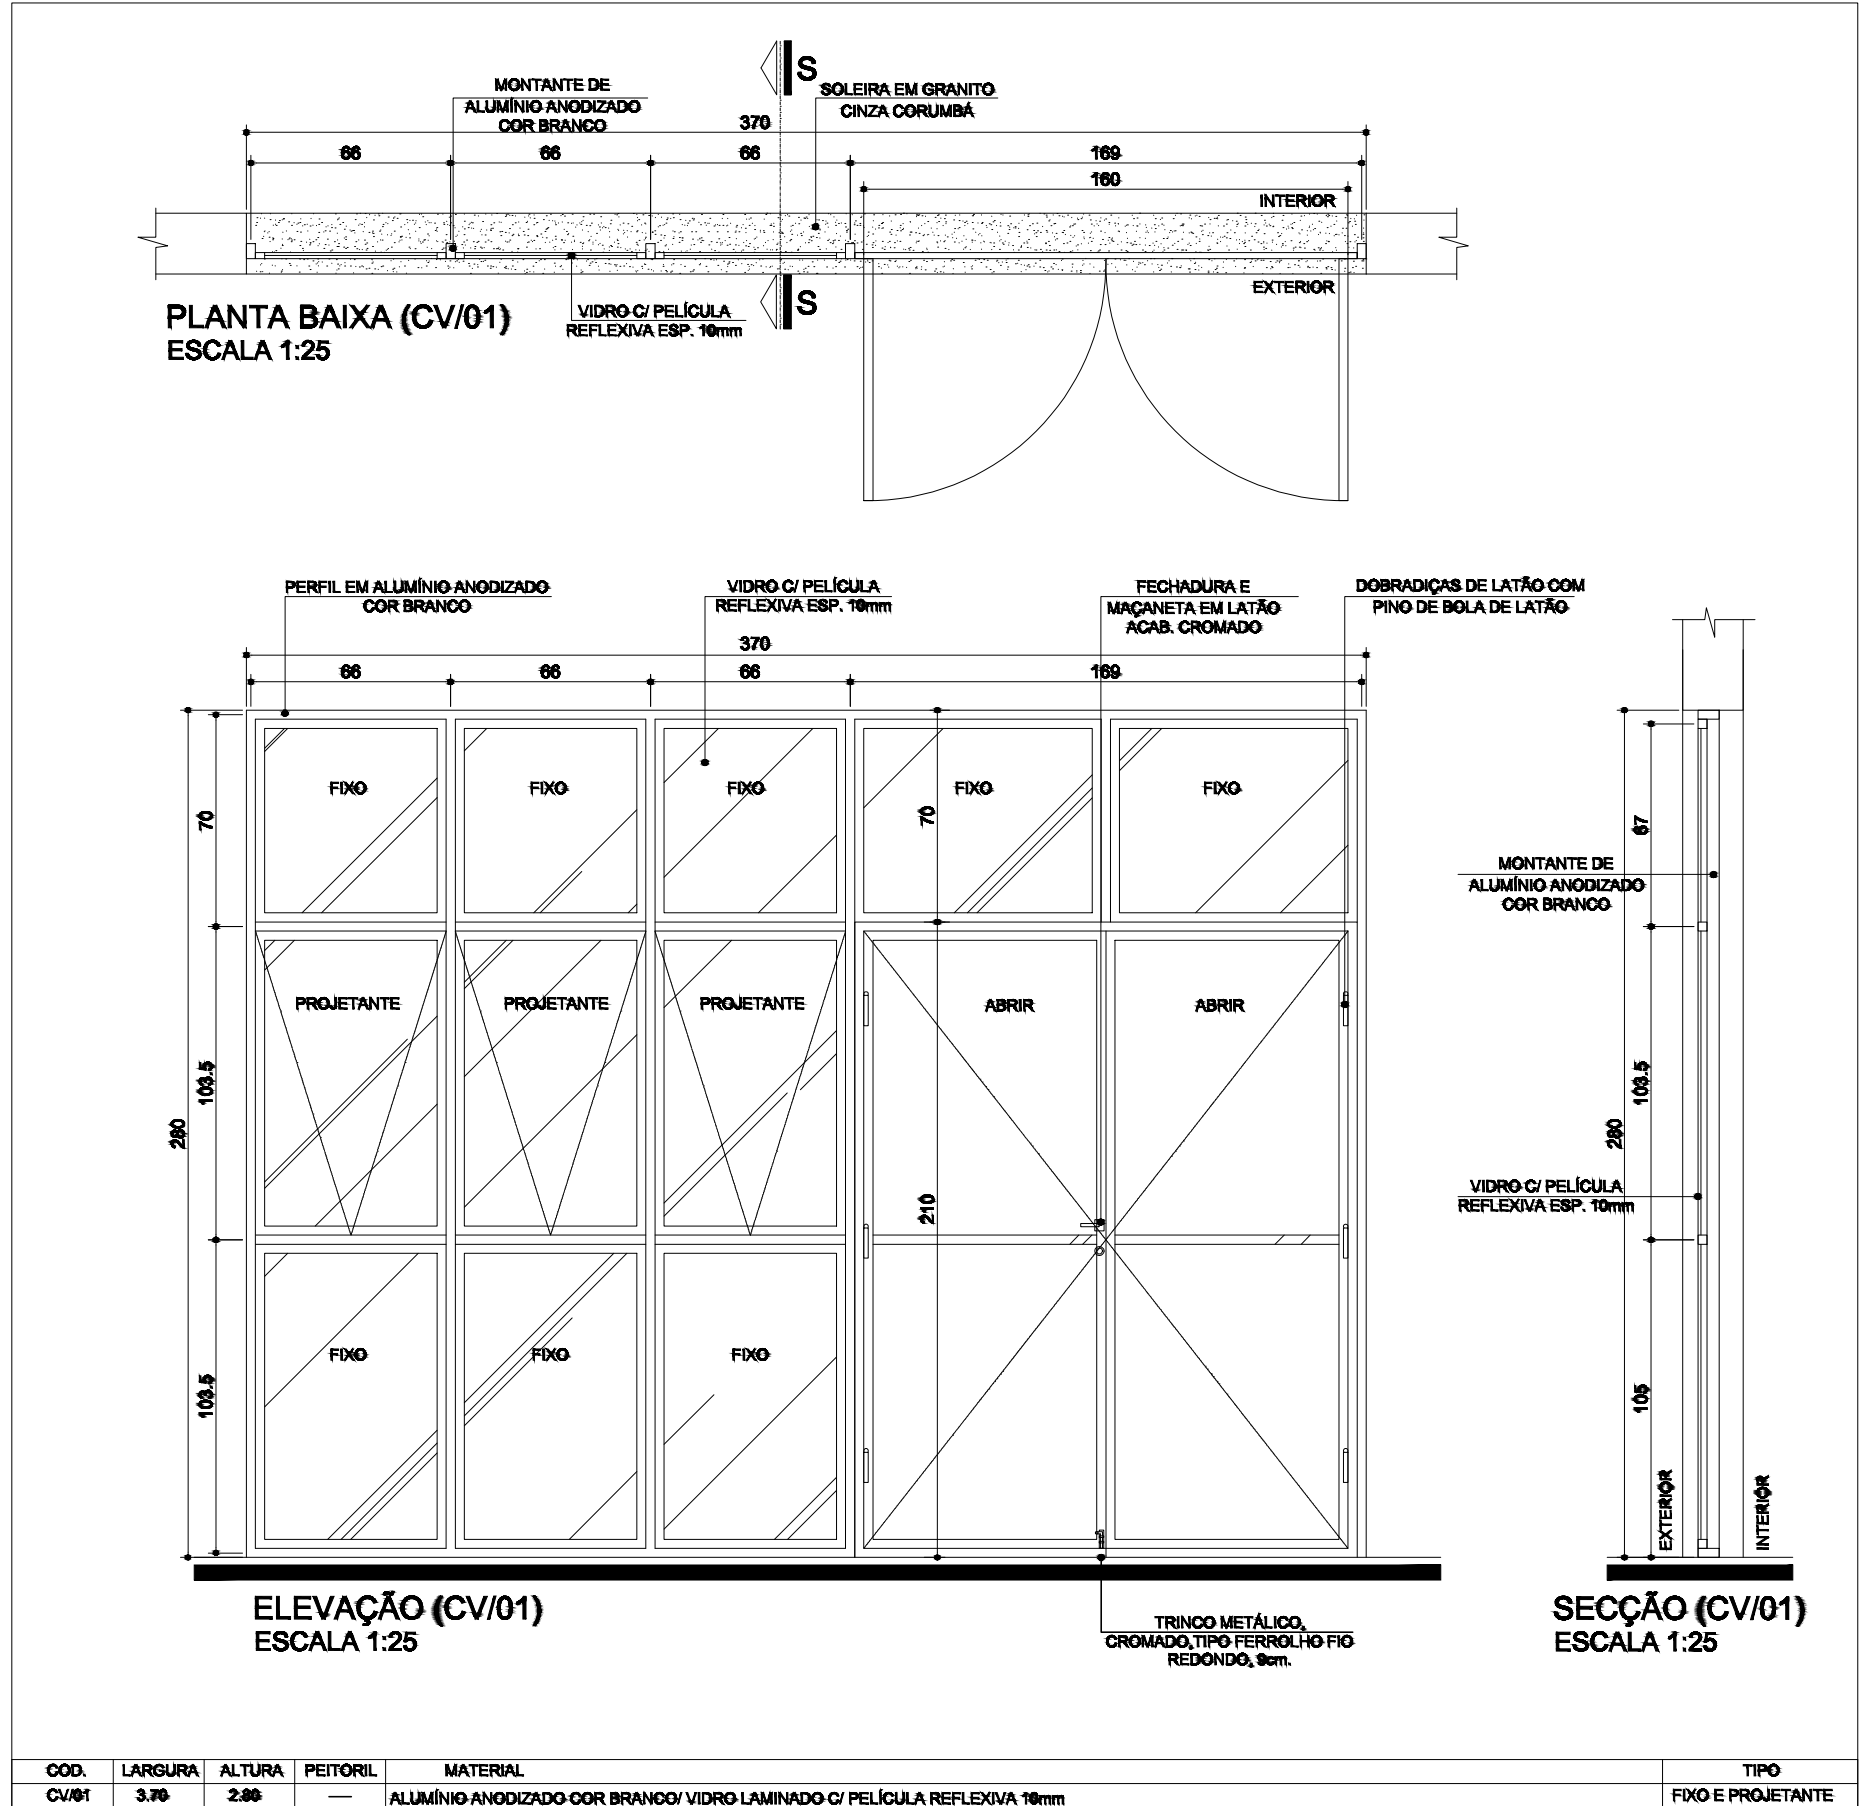 MONTANTE DE
ALUMÍNIO ANODIZADO
COR BRANCO
S
SOLEIRA EM GRANITO
CINZA CORUMBÁ
370
66
66
66
169
160
INTERIOR
EXTERIOR
S
VIDRO C/ PELÍCULA
REFLEXIVA ESP. 10mm
PLANTA BAIXA (CV/01)
ESCALA 1:25
PERFIL EM ALUMÍNIO ANODIZADO
COR BRANCO
VIDRO C/ PELÍCULA
REFLEXIVA ESP. 10mm
FECHADURA E
MAÇANETA EM LATÃO
ACAB. CROMADO
DOBRADIÇAS DE LATÃO COM
PINO DE BOLA DE LATÃO
370
66
66
66
169
FIXO
FIXO
FIXO
FIXO
FIXO
70
70
PROJETANTE
PROJETANTE
PROJETANTE
ABRIR
ABRIR
103.5
280
210
FIXO
FIXO
FIXO
103.5
ELEVAÇÃO (CV/01)
ESCALA 1:25
TRINCO METÁLICO,
CROMADO,TIPO FERROLHO FIO
REDONDO, 9cm.
67
MONTANTE DE
ALUMÍNIO ANODIZADO
COR BRANCO
103.5
280
VIDRO C/ PELÍCULA
REFLEXIVA ESP. 10mm
105
EXTERIOR
INTERIOR
SECÇÃO (CV/01)
ESCALA 1:25
COD. LARGURA ALTURA PEITORIL MATERIAL TIPO
CV/01 3.70 2.80 — ALUMÍNIO ANODIZADO COR BRANCO/ VIDRO LAMINADO C/ PELÍCULA REFLEXIVA 10mm FIXO E PROJETANTE